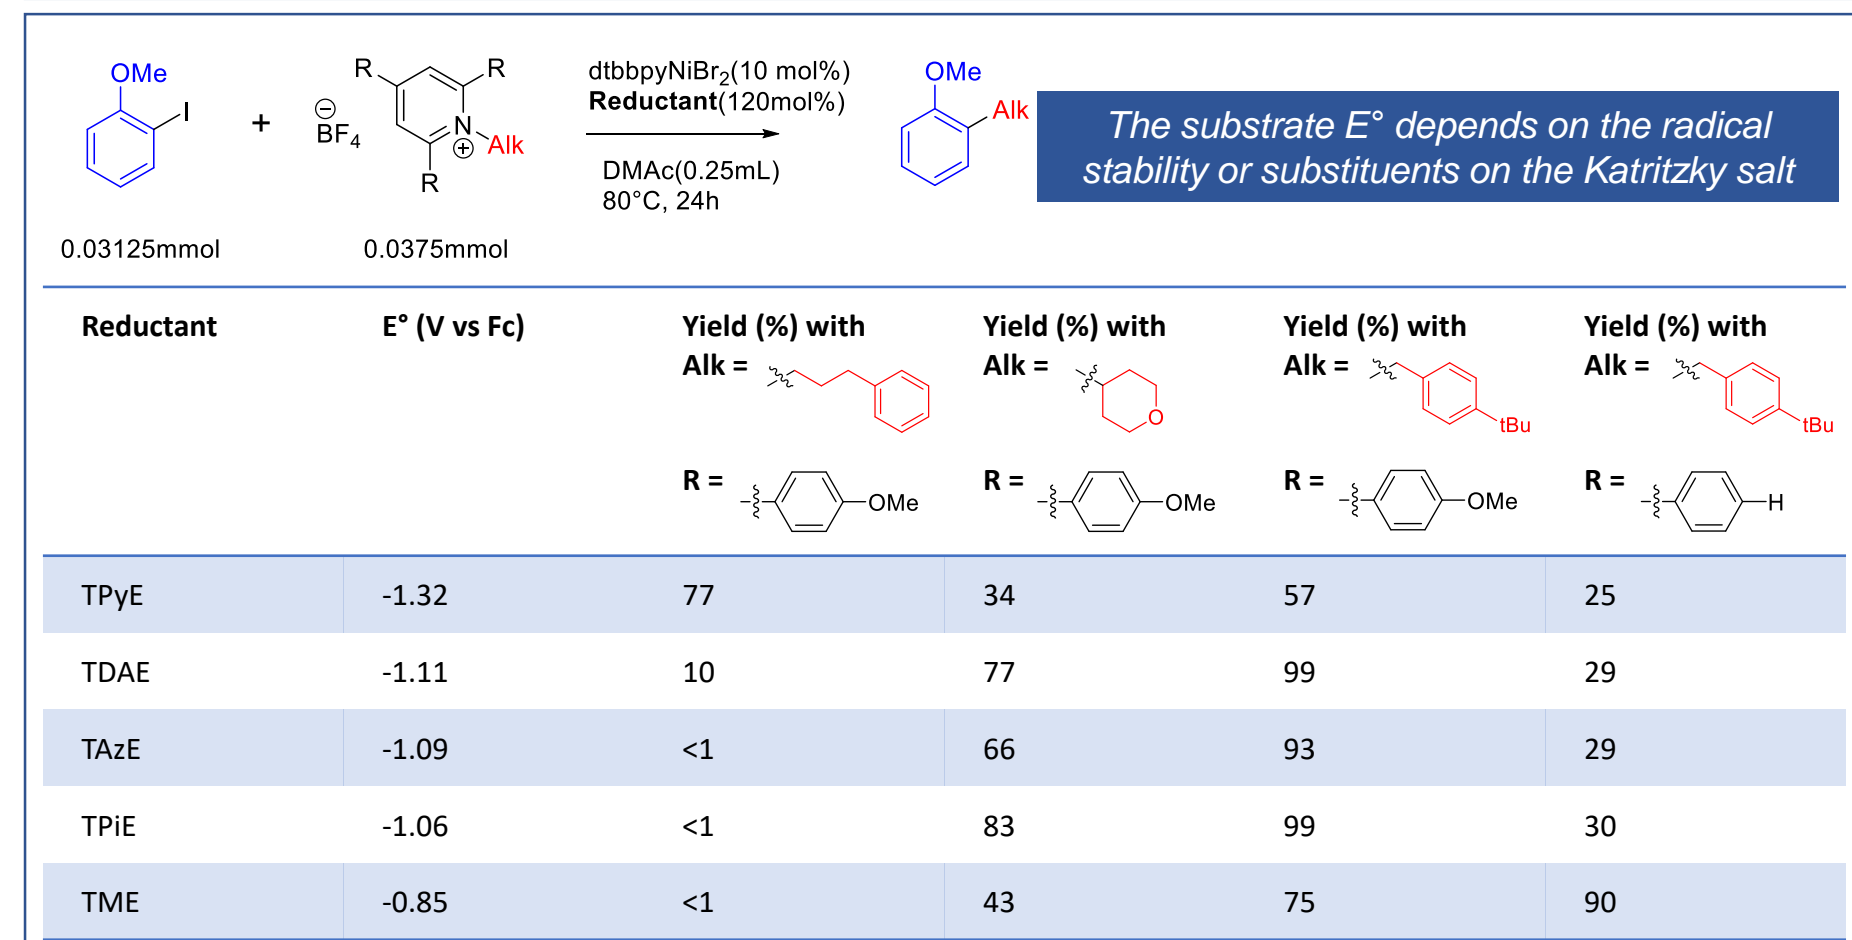 OMe
I
+
⊖
BF4
R
R
N
⊕
Alk
R
dtbbpyNiBr2(10 mol%)
Reductant(120mol%)
DMAc(0.25mL)
80°C, 24h
OMe
Alk
The substrate E° depends on the radical
stability or substituents on the Katritzky salt
0.03125mmol
0.0375mmol
Reductant E° (V vs Fc) Yield (%) with Yield (%) with Yield (%) with Yield (%) with
Alk = Alk = Alk = Alk =
O tBu tBu
R = OMe R = OMe R = OMe R = H
TPyE -1.32 77 34 57 25
TDAE -1.11 10 77 99 29
TAzE -1.09 <1 66 93 29
TPiE -1.06 <1 83 99 30
TME -0.85 <1 43 75 90